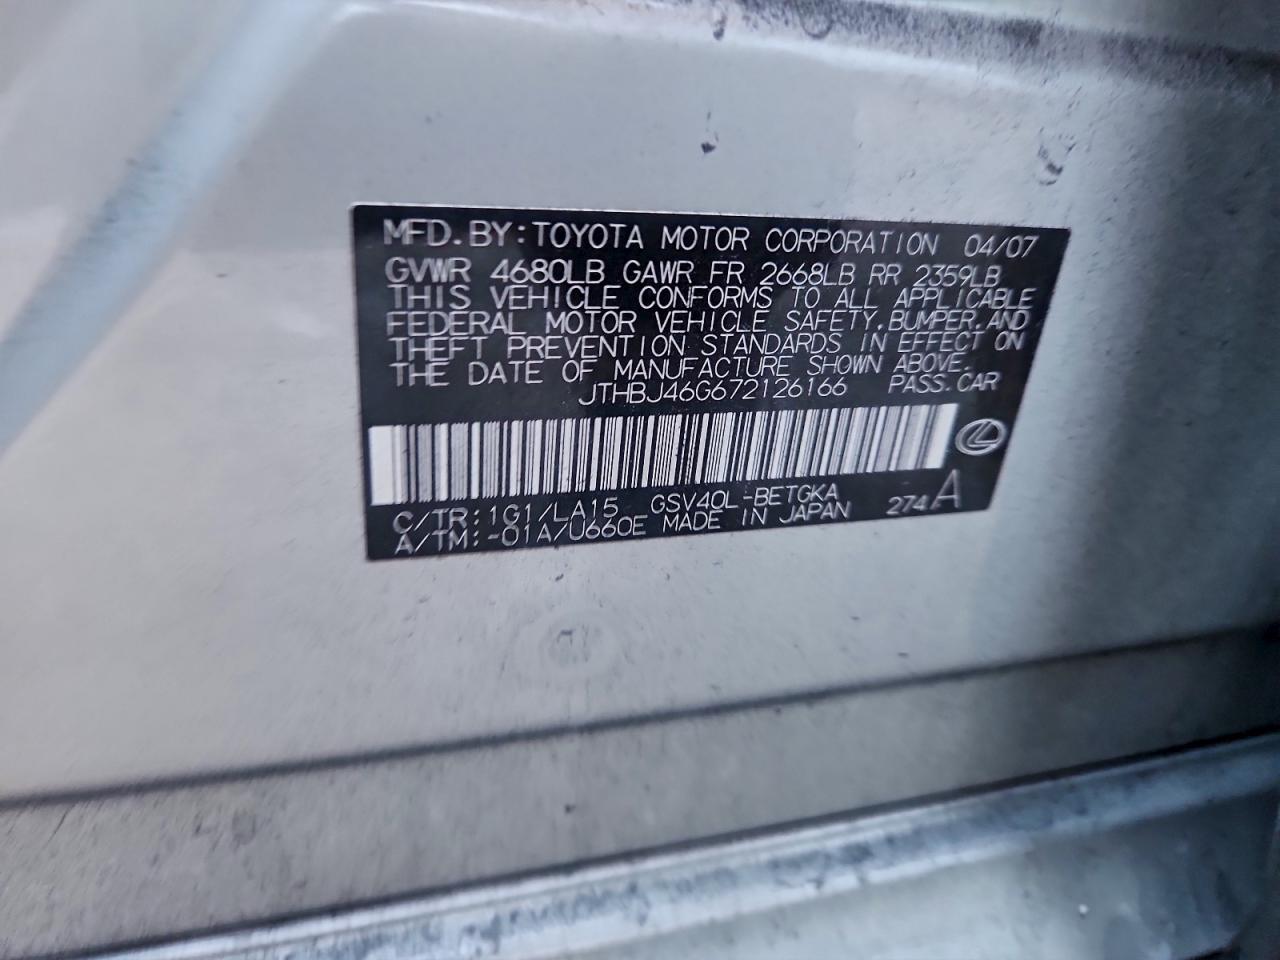 MFD.BY:TOYOTA MOTOR CORPORATION 04/07
GVWR 4680LB GAWR FR 2668LB RR 2359LB
THIS VEHICLE CONFORMS TO ALL APPLICABLE
FEDERAL MOTOR VEHICLE SAFETY,BUMPER,AND
THEFT PREVENTION STANDARDS IN EFFECT ON
THE DATE OF MANUFACTURE SHOWN ABOVE.
JTHBJ46G672126166 PASS.CAR
C/TR:1G1/LA15 GSV40L-BETGKA 274A
A/TM:-01A/U660E MADE IN JAPAN